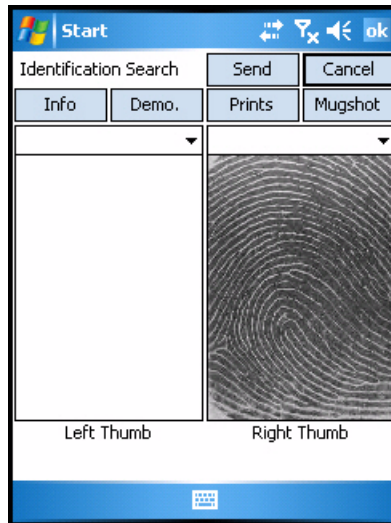 Start ok
Identification Search Send Cancel
Info Demo. Prints Mugshot
Left Thumb Right Thumb